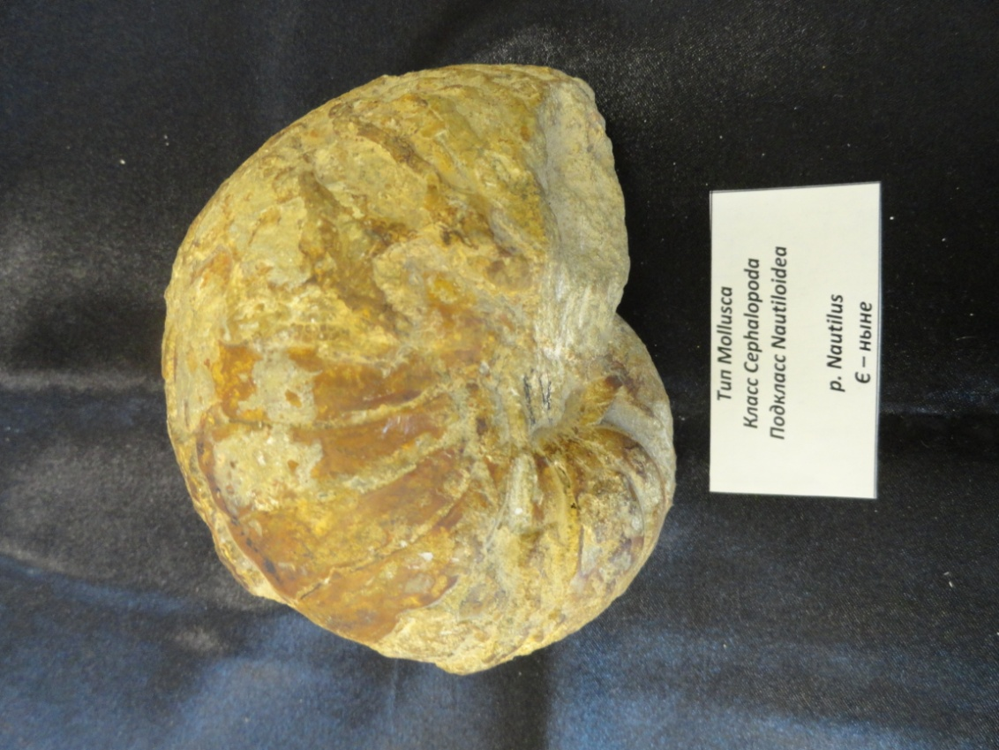 Тип Mollusca
Класс Cephalopoda
Подкласс Nautiloidea
р. Nautilus
Є – ныне